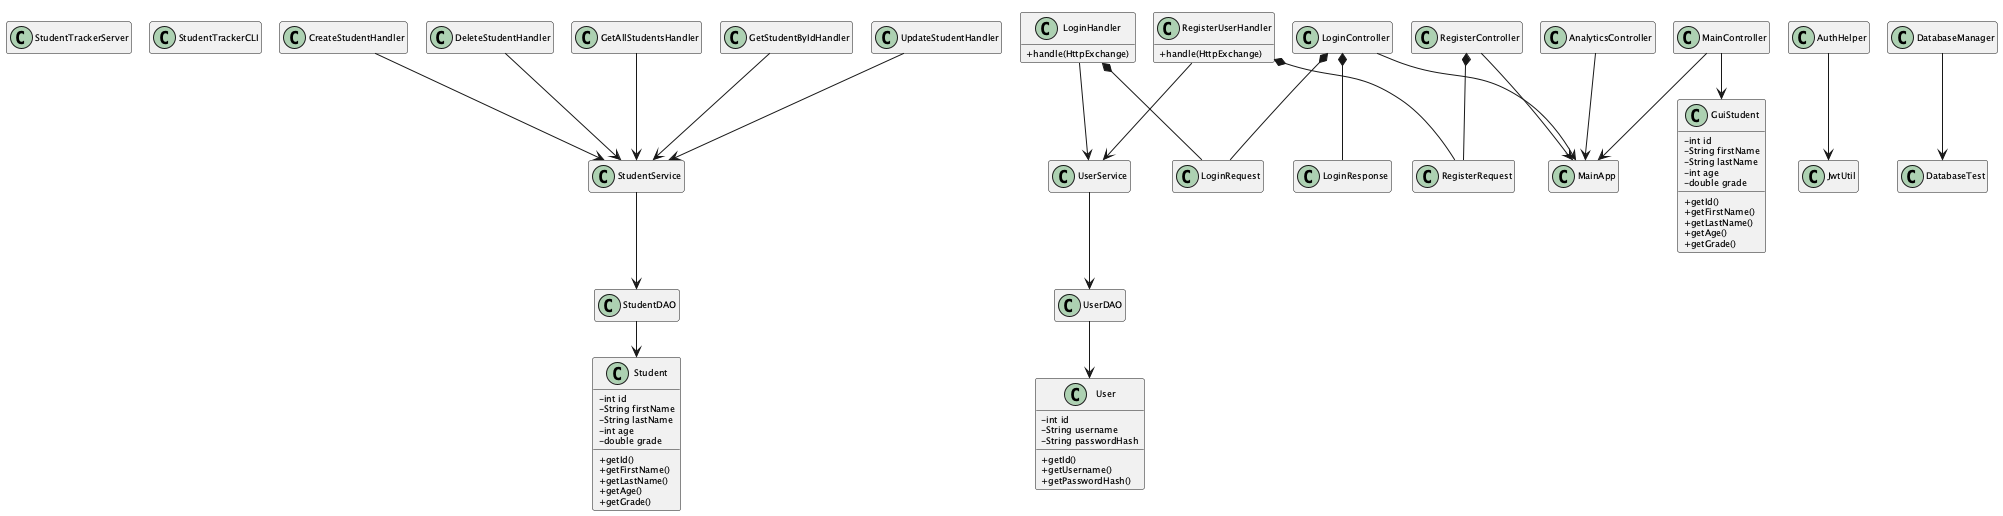 C StudentTrackerServer
C StudentTrackerCLI
C CreateStudentHandler
C DeleteStudentHandler
C GetAllStudentsHandler
C GetStudentByIdHandler
C UpdateStudentHandler
C LoginHandler
+handle(HttpExchange)
C RegisterUserHandler
+handle(HttpExchange)
C LoginController
C RegisterController
C AnalyticsController
C MainController
C AuthHelper
C DatabaseManager
C GuiStudent
-int id
-String firstName
-String lastName
-int age
-double grade
+getId()
+getFirstName()
+getLastName()
+getAge()
+getGrade()
C StudentService
C UserService
C LoginRequest
C LoginResponse
C RegisterRequest
C MainApp
C JwtUtil
C DatabaseTest
C StudentDAO
C UserDAO
C Student
-int id
-String firstName
-String lastName
-int age
-double grade
+getId()
+getFirstName()
+getLastName()
+getAge()
+getGrade()
C User
-int id
-String username
-String passwordHash
+getId()
+getUsername()
+getPasswordHash()